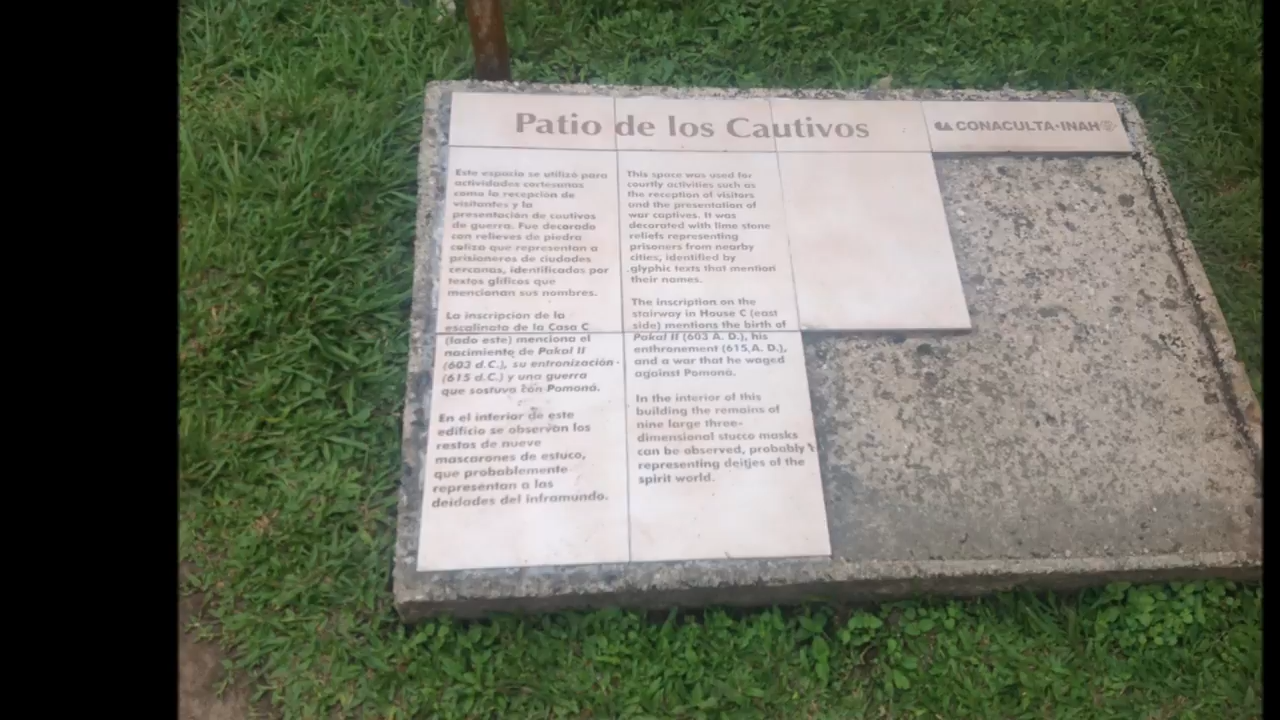 Patio de los Cautivos
CONACULTA·INAH
Este espacio se utilizó para
actividades cortesanas
como la recepción de
visitantes y la
presentación de cautivos
de guerra. Fue decorado
con relieves de piedra
caliza que representan a
prisioneros de ciudades
cercanas, identificados por
textos glíficos que
mencionan sus nombres.
La inscripción de la
escalinata de la Casa C
(lado este) menciona el
nacimiento de Pakal II
(603 d.C.), su entronización
(615 d.C.) y una guerra
que sostuvo con Pomoná.
En el interior de este
edificio se observan los
restos de nueve
mascarones de estuco,
que probablemente
representan a las
deidades del inframundo.
This space was used for
courtly activities such as
the reception of visitors
and the presentation of
war captives. It was
decorated with lime stone
reliefs representing
prisoners from nearby
cities, identified by
glyphic texts that mention
their names.
The inscription on the
stairway in House C (east
side) mentions the birth of
Pakal II (603 A. D.), his
enthronement (615 A. D.),
and a war that he waged
against Pomoná.
In the interior of this
building the remains of
nine large three-
dimensional stucco masks
can be observed, probably
representing deities of the
spirit world.